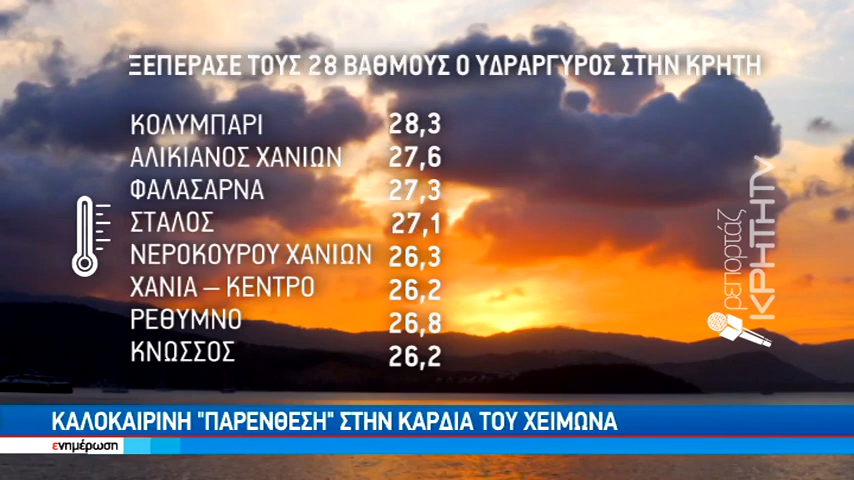 ΞΕΠΕΡΑΣΕ ΤΟΥΣ 28 ΒΑΘΜΟΥΣ Ο ΥΔΡΑΡΓΥΡΟΣ ΣΤΗΝ ΚΡΗΤΗ
ΚΟΛΥΜΠΑΡΙ 28,3
ΑΛΙΚΙΑΝΟΣ ΧΑΝΙΩΝ 27,6
ΦΑΛΑΣΑΡΝΑ 27,3
ΣΤΑΛΟΣ 27,1
ΝΕΡΟΚΟΥΡΟΥ ΧΑΝΙΩΝ 26,3
ΧΑΝΙΑ – ΚΕΝΤΡΟ 26,2
ΡΕΘΥΜΝΟ 26,8
ΚΝΩΣΣΟΣ 26,2
ρεπορτάζ
ΚΡΗΤΗTV
ΚΑΛΟΚΑΙΡΙΝΗ "ΠΑΡΕΝΘΕΣΗ" ΣΤΗΝ ΚΑΡΔΙΑ ΤΟΥ ΧΕΙΜΩΝΑ
ενημέρωση